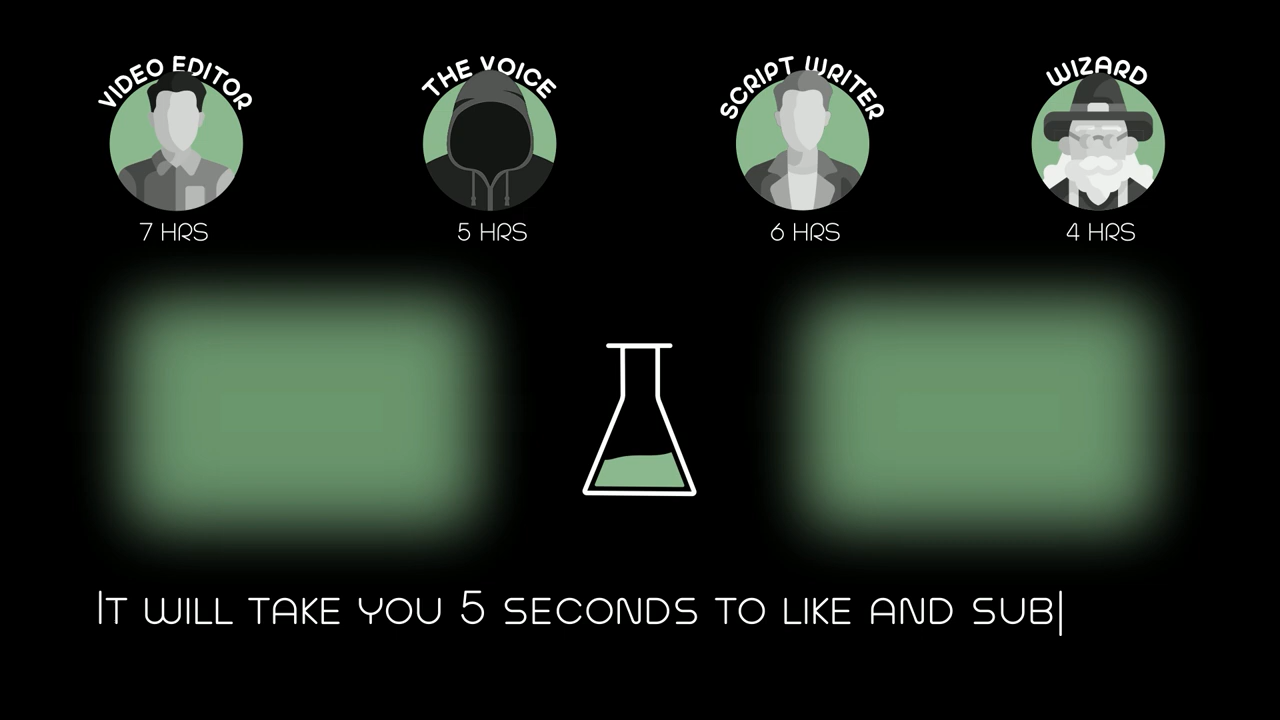 VIDEO EDITOR
THE VOICE
SCRIPT WRITER
WIZARD
7 HRS
5 HRS
6 HRS
4 HRS
IT WILL TAKE YOU 5 SECONDS TO LIKE AND SUB